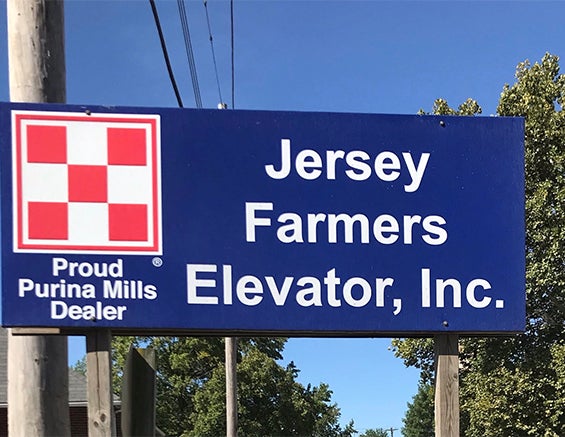 Jersey
Farmers
Elevator, Inc.
®
Proud
Purina Mills
Dealer